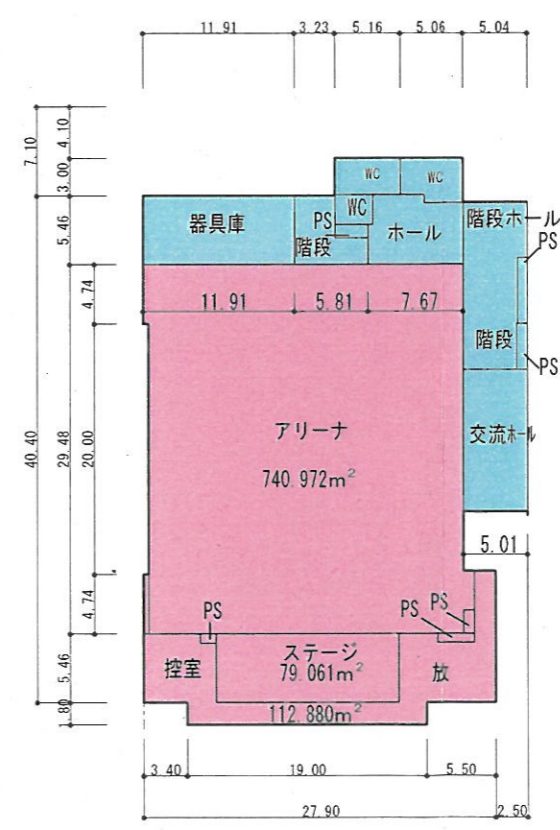 11.91 3.23 5.16 5.06 5.04
7.10
4.10
3.00
5.46
4.74
40.40
29.48
20.00
4.74
5.46
1.80
WC WC
WC
器具庫 PS 階段 ホール 階段ホール
PS
11.91 5.81 7.67
階段
PS
アリーナ
740.972m²
交流ホール
5.01
PS PS PS
控室 ステージ 放
79.061m²
112.880m²
3.40 19.00 5.50
27.90 2.50